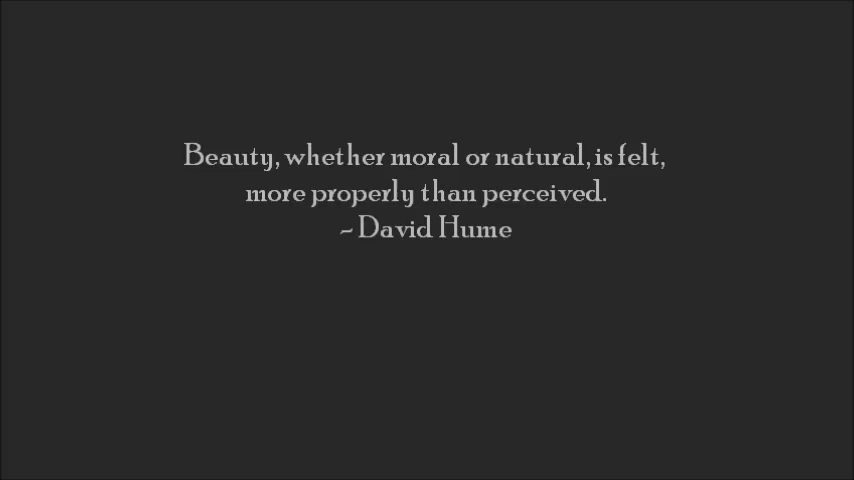 Beauty, whether moral or natural, is felt,
more properly than perceived.
~ David Hume